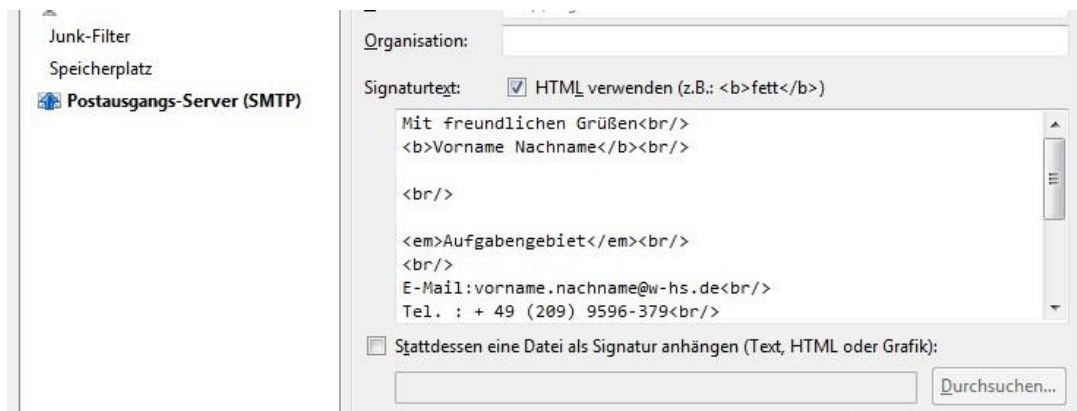 Junk-Filter
Speicherplatz
Postausgangs-Server (SMTP)
Organisation:
Signaturtext:
HTML verwenden (z.B.: <b>fett</b>)
Mit freundlichen Grüßen<br/>
<b>Vorname Nachname</b><br/>
<br/>
<em>Aufgabengebiet</em><br/>
<br/>
E-Mail:vorname.nachname@w-hs.de<br/>
Tel. : + 49 (209) 9596-379<br/>
Stattdessen eine Datei als Signatur anhängen (Text, HTML oder Grafik):
Durchsuchen...